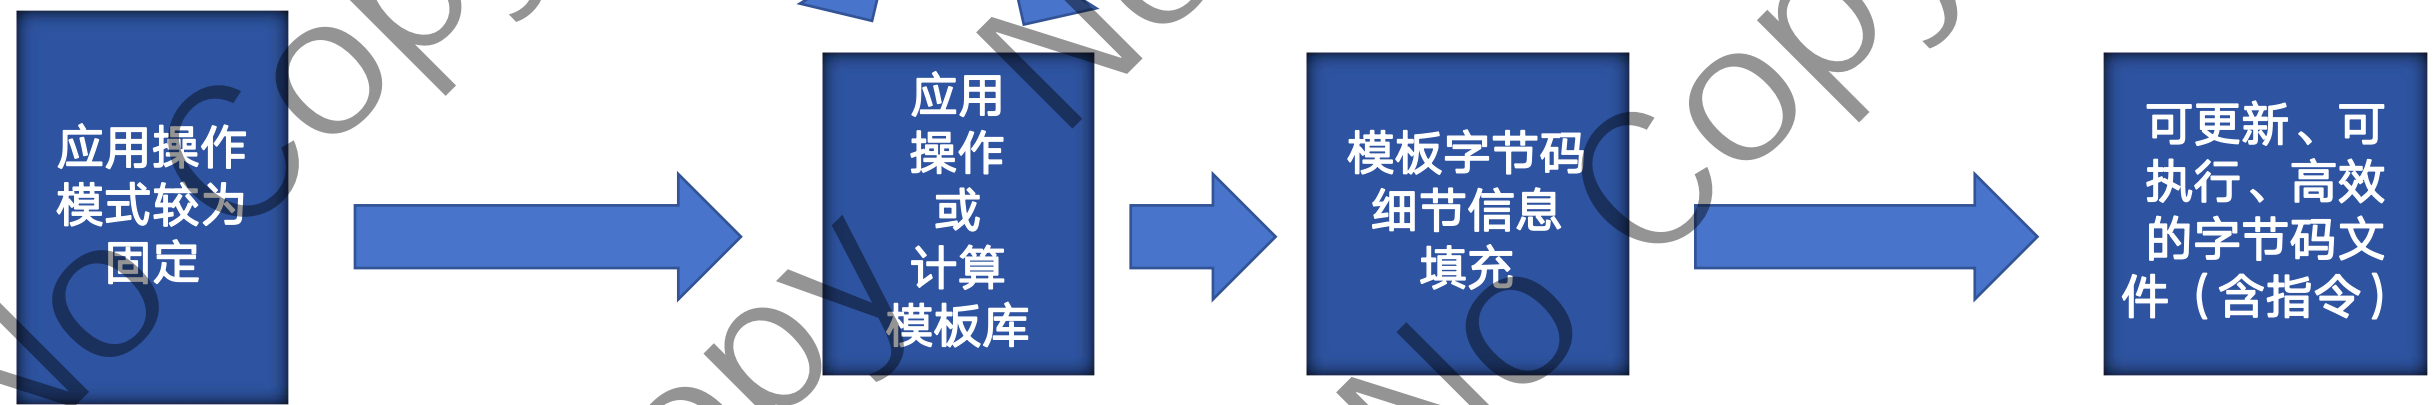 应用操作
模式较为
固定
应用
操作
或
计算
模板库
模板字节码
细节信息
填充
可更新、可
执行、高效
的字节码文
件（含指令）
No Copy
No Copy
No Copy